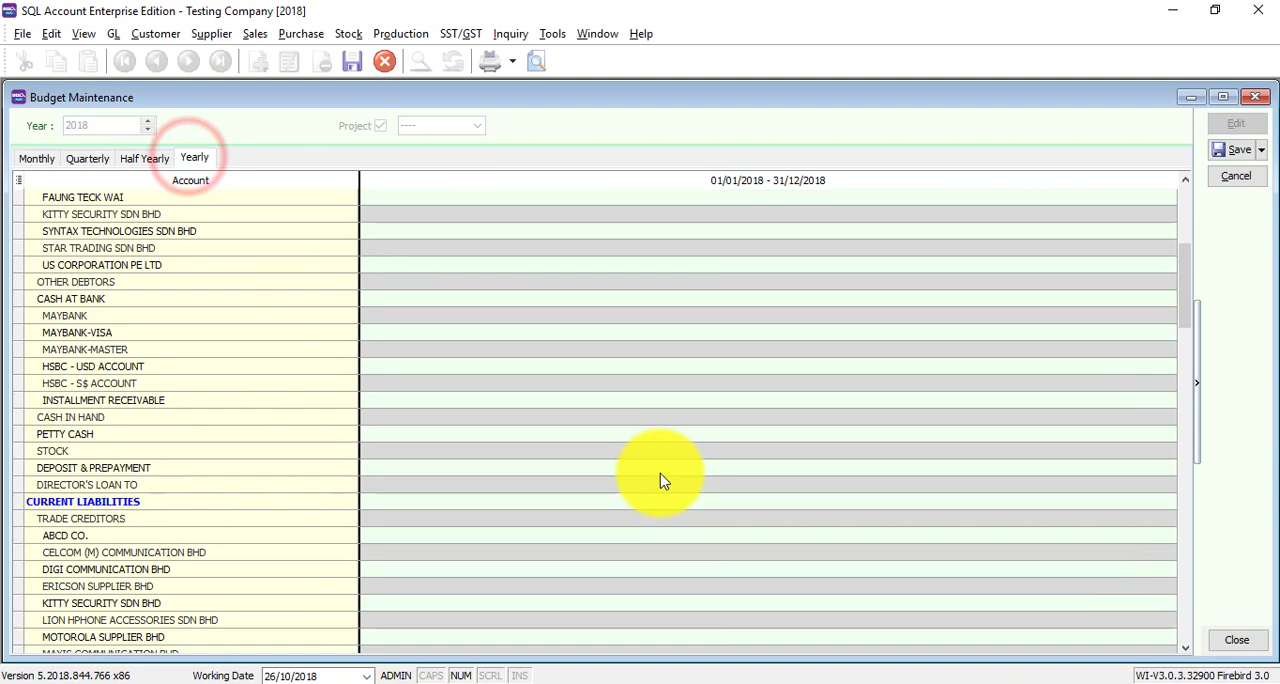 SQL Account Enterprise Edition - Testing Company [2018]
File Edit View GL Customer Supplier Sales Purchase Stock Production SST/GST Inquiry Tools Window Help
Budget Maintenance
Year : 2018 Project ----
Edit
Monthly Quarterly Half Yearly Yearly
Save
Cancel
Account 01/01/2018 - 31/12/2018
FAUNG TECK WAI
KITTY SECURITY SDN BHD
SYNTAX TECHNOLOGIES SDN BHD
STAR TRADING SDN BHD
US CORPORATION PE LTD
OTHER DEBTORS
CASH AT BANK
MAYBANK
MAYBANK-VISA
MAYBANK-MASTER
HSBC - USD ACCOUNT
HSBC - S$ ACCOUNT
INSTALLMENT RECEIVABLE
CASH IN HAND
PETTY CASH
STOCK
DEPOSIT & PREPAYMENT
DIRECTOR'S LOAN TO
CURRENT LIABILITIES
TRADE CREDITORS
ABCD CO.
CELCOM (M) COMMUNICATION BHD
DIGI COMMUNICATION BHD
ERICSON SUPPLIER BHD
KITTY SECURITY SDN BHD
LION HPHONE ACCESSORIES SDN BHD
MOTOROLA SUPPLIER BHD
MAXIS COMMUNICATION BHD
Close
Version 5.2018.844.766 x86 Working Date 26/10/2018 ADMIN CAPS NUM SCRL INS WI-V3.0.3.32900 Firebird 3.0